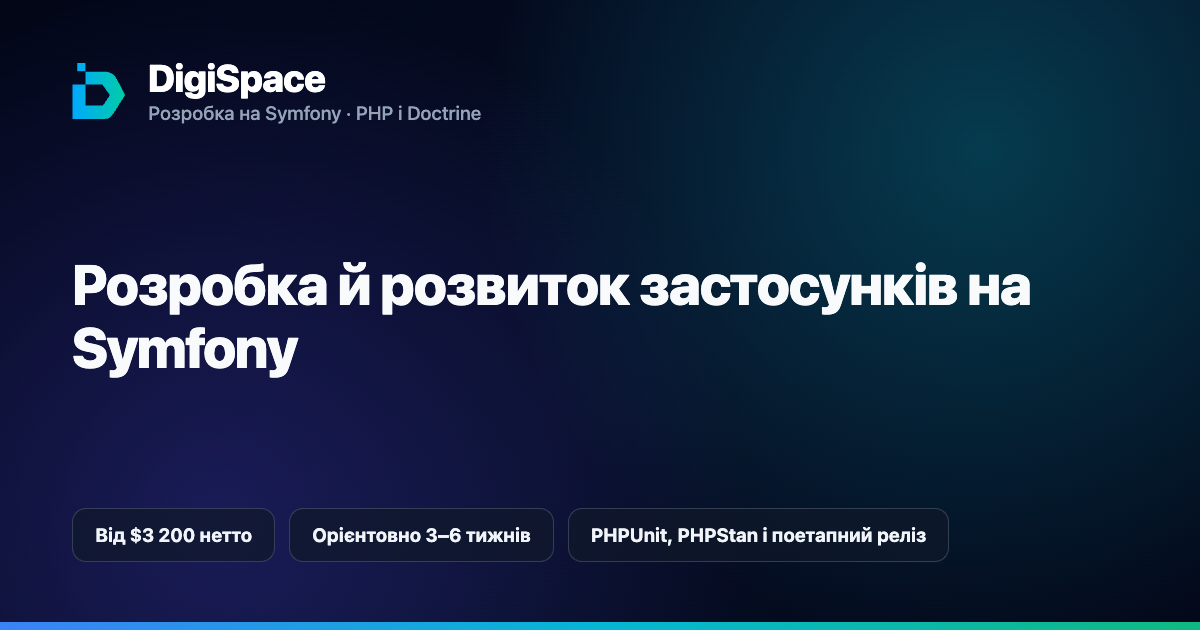 DigiSpace
Розробка на Symfony · PHP і Doctrine
Розробка й розвиток застосунків на
Symfony
Від $3 200 нетто
Орієнтовно 3–6 тижнів
PHPUnit, PHPStan і поетапний реліз